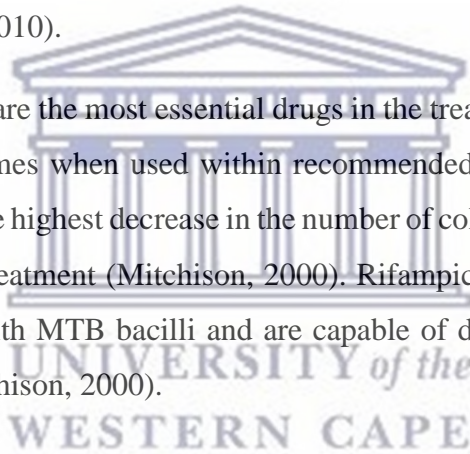 010).
are the most essential drugs in the trea
mes when used within recommended
e highest decrease in the number of col
eatment (Mitchison, 2000). Rifampic
th MTB bacilli and are capable of d
UNIVERSITY of the
hison, 2000).
WESTERN CAPE